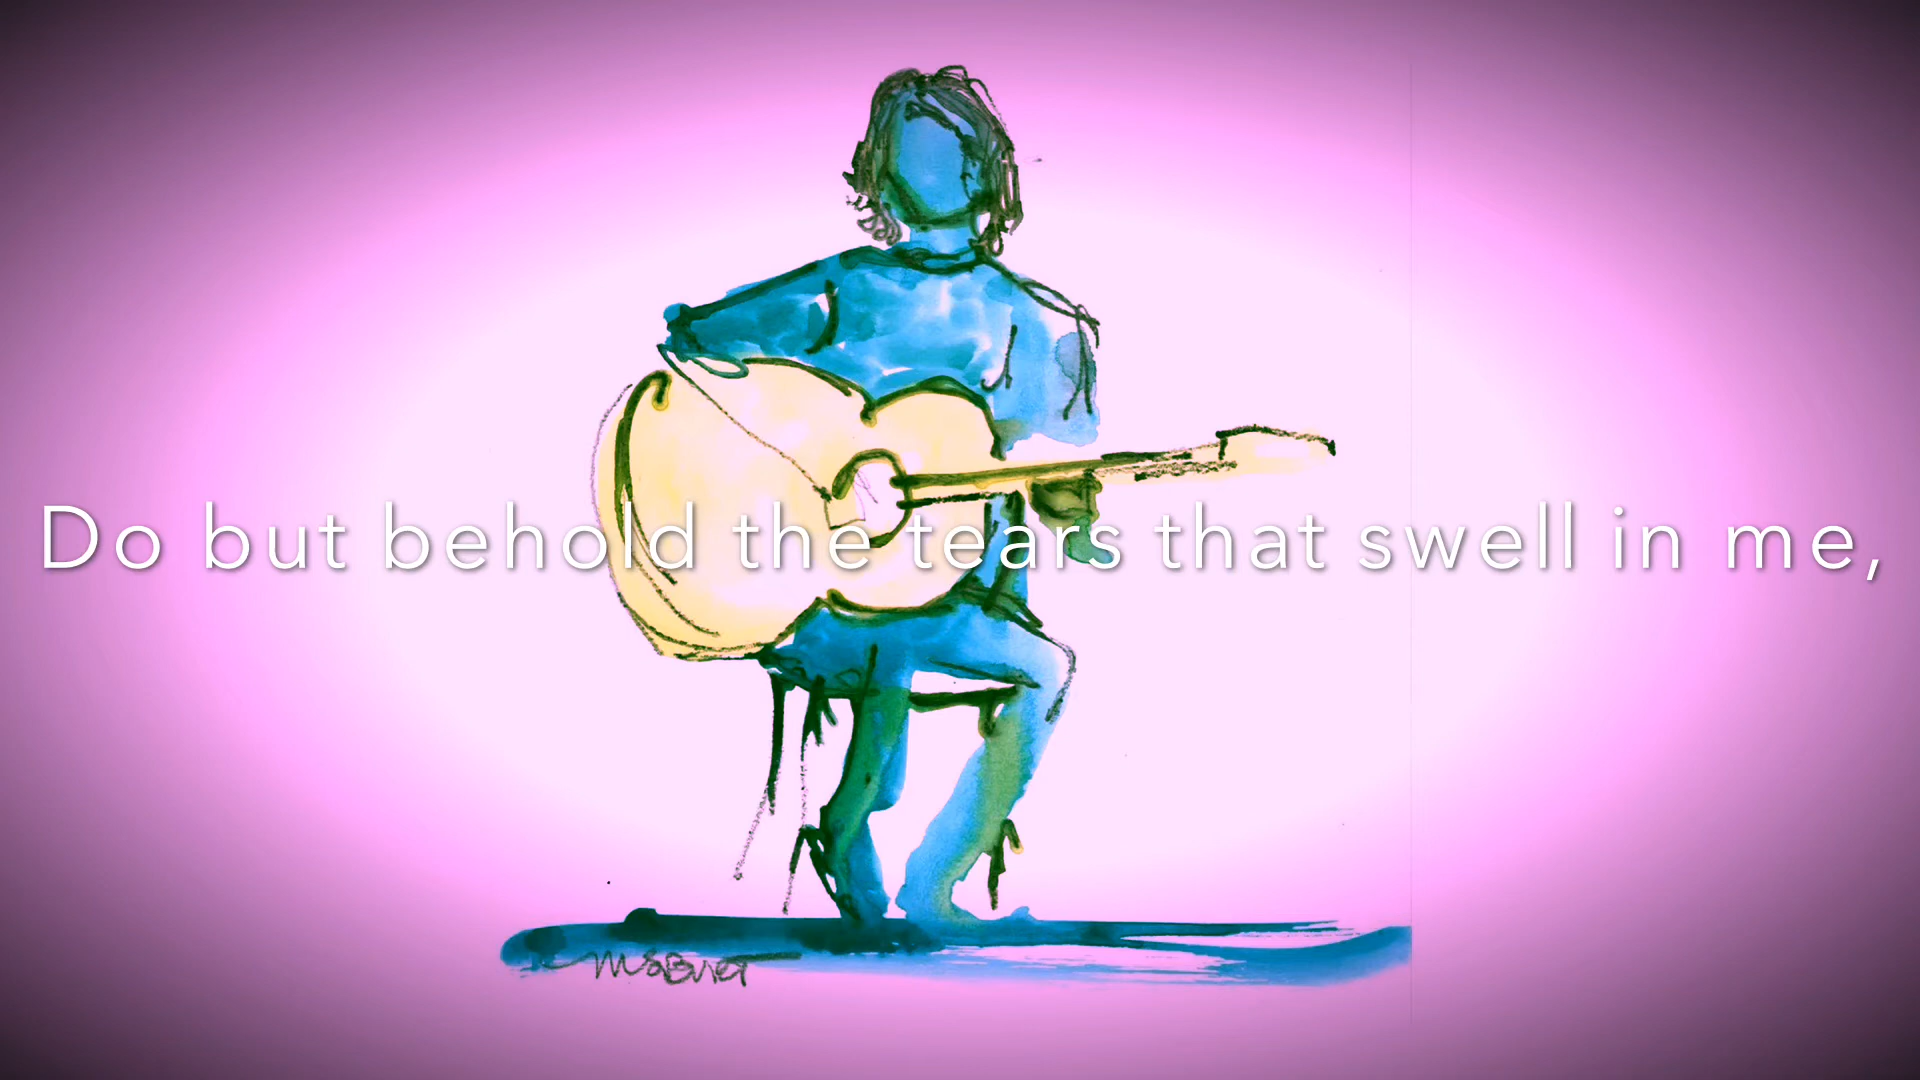 Do but behold the tears that swell in me,